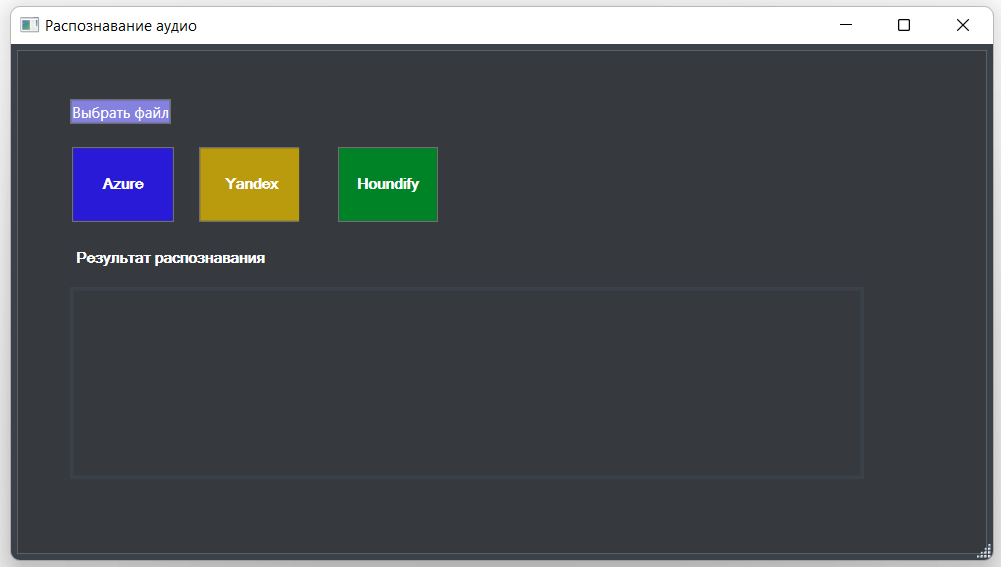 Распознавание аудио
Выбрать файл
Azure
Yandex
Houndify
Результат распознавания